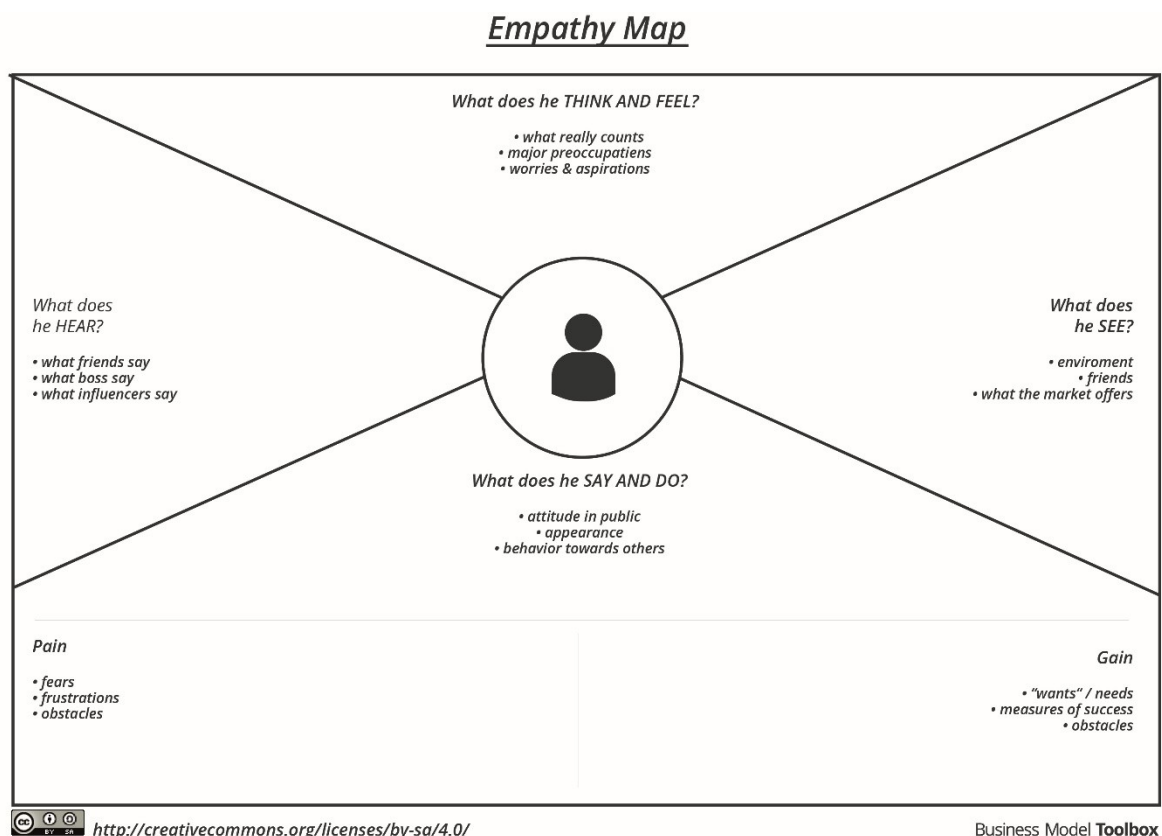 Empathy Map
What does he THINK AND FEEL?
• what really counts
• major preoccupatiens
• worries & aspirations
What does
he HEAR?
• what friends say
• what boss say
• what influencers say
What does
he SEE?
• enviroment
• friends
• what the market offers
What does he SAY AND DO?
• attitude in public
• appearance
• behavior towards others
Pain
• fears
• frustrations
• obstacles
Gain
• “wants“ / needs
• measures of success
• obstacles
cc BY SA
http://creativecommons.org/licenses/by-sa/4.0/
Business Model Toolbox